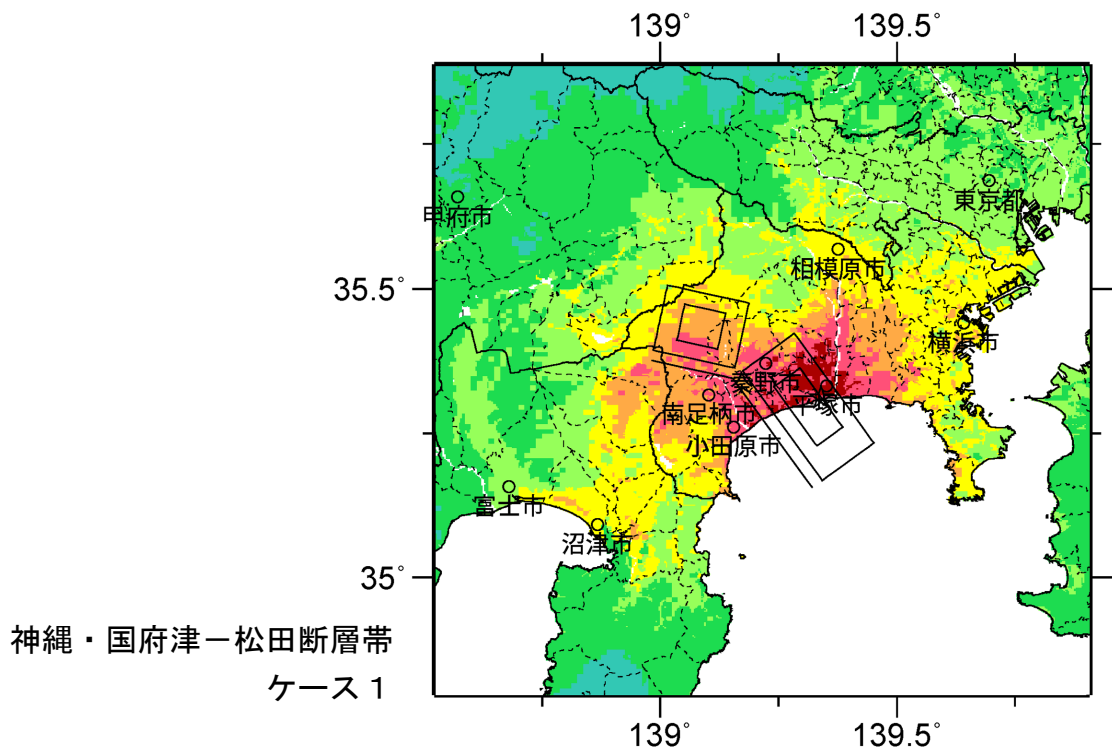 139° 139.5°
東京都
甲府市
相模原市
35.5°
横浜市
秦野市
平塚市
南足柄市
小田原市
富士市
沼津市
35°
神縄・国府津－松田断層帯
ケース１
139° 139.5°